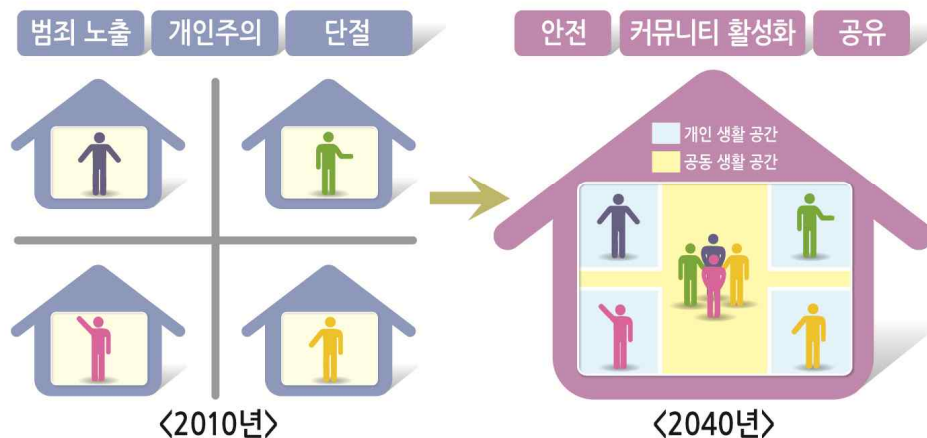 범죄 노출 개인주의 단절
안전 커뮤니티 활성화 공유
개인 생활 공간
공동 생활 공간
<2010년>
<2040년>